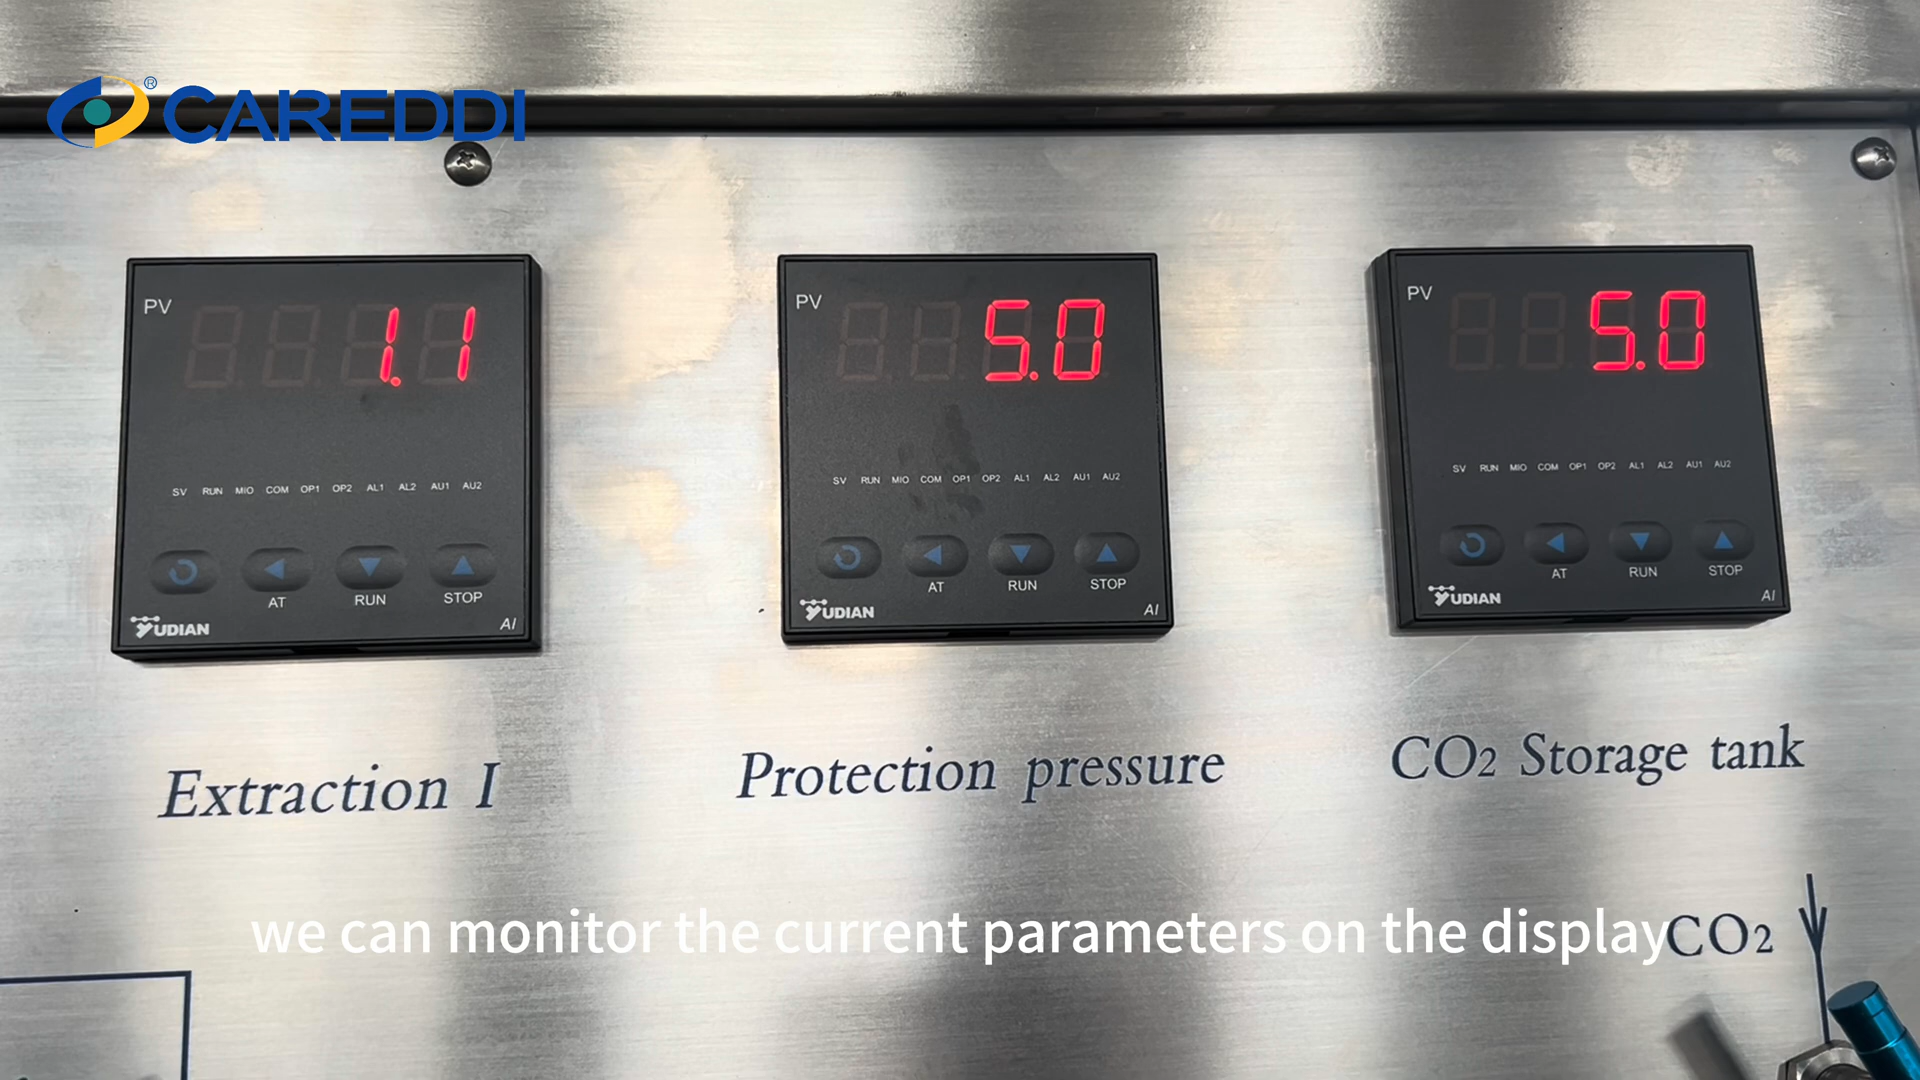 CAREDDI®
PV 1.1
SV RUN MIO COM OP1 OP2 AL1 AL2 AU1 AU2
AT RUN STOP
YUDIAN AI
Extraction I
PV 5.0
SV RUN MIO COM OP1 OP2 AL1 AL2 AU1 AU2
AT RUN STOP
YUDIAN AI
Protection pressure
PV 5.0
SV RUN MIO COM OP1 OP2 AL1 AL2 AU1 AU2
AT RUN STOP
YUDIAN AI
CO2 Storage tank
we can monitor the current parameters on the display
CO2